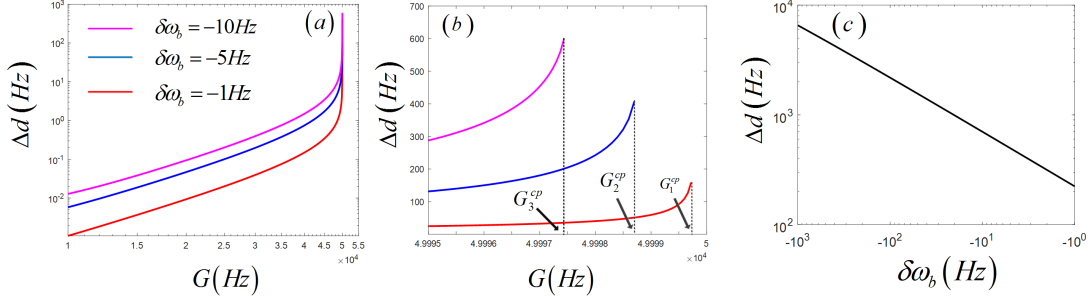 (a)
δω_b = −10Hz
δω_b = −5Hz
δω_b = −1Hz
Δd (Hz)
10^3
10^2
10^1
10^0
10^-1
10^-2
1
1.5
2
2.5
3
3.5
4
4.5
5
5.5
×10^4
G(Hz)
(b)
Δd (Hz)
700
600
500
400
300
200
100
G_3^cp
G_2^cp
G_1^cp
4.9995
4.9996
4.9997
4.9998
4.9999
5
×10^4
G(Hz)
(c)
Δd (Hz)
10^4
10^3
10^2
-10^3
-10^2
-10^1
-10^0
δω_b (Hz)